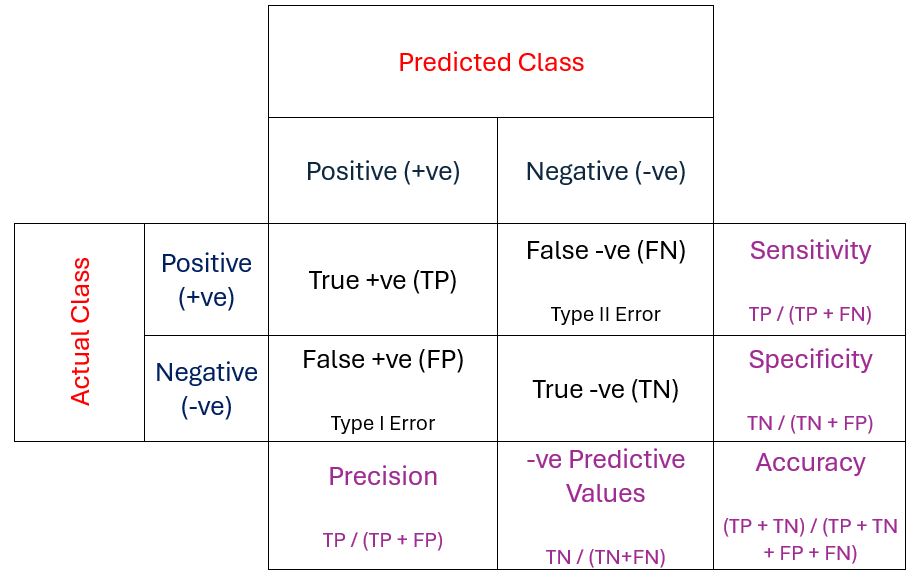 Predicted Class
Positive (+ve)
Negative (-ve)
Actual Class
Positive
(+ve)
True +ve (TP)
False -ve (FN)
Type II Error
Sensitivity
TP / (TP + FN)
Negative
(-ve)
False +ve (FP)
Type I Error
True -ve (TN)
Specificity
TN / (TN + FP)
Precision
TP / (TP + FP)
-ve Predictive
Values
TN / (TN+FN)
Accuracy
(TP + TN) / (TP + TN
+ FP + FN)